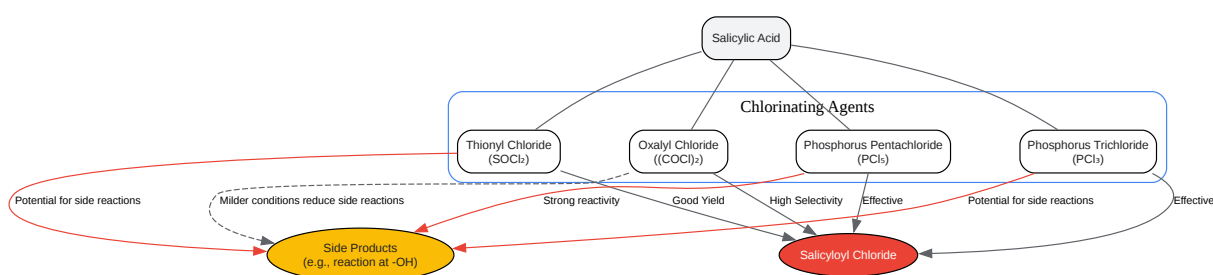 Salicylic Acid
Chlorinating Agents
Thionyl Chloride
(SOCl₂)
Oxalyl Chloride
((COCl)₂)
Phosphorus Pentachloride
(PCl₅)
Phosphorus Trichloride
(PCl₃)
Potential for side reactions
Milder conditions reduce side reactions
Strong reactivity
Good Yield
High Selectivity
Effective
Potential for side reactions
Effective
Side Products
(e.g., reaction at -OH)
Salicyloyl Chloride